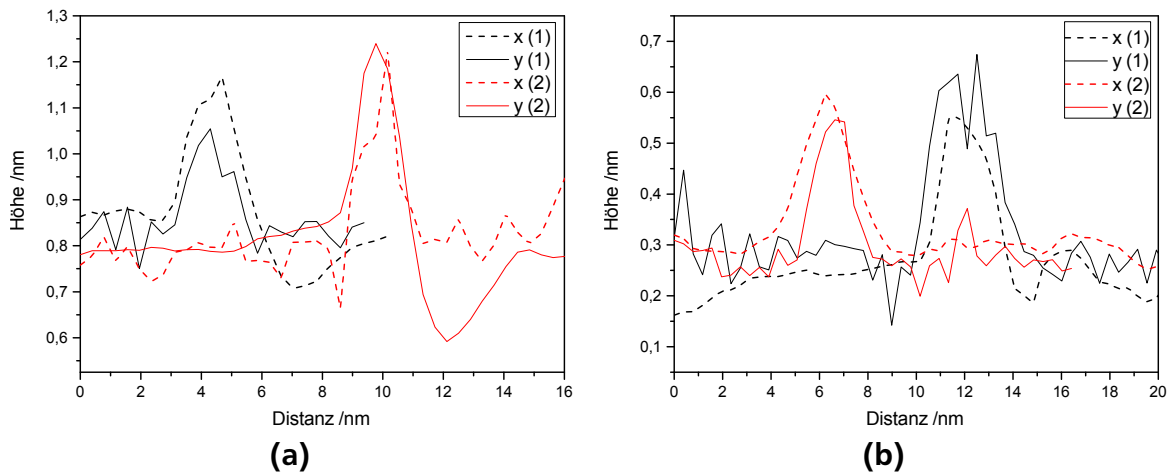 1,3
1,2
1,1
1,0
0,9
0,8
0,7
0,6
Höhe /nm
0 2 4 6 8 10 12 14 16
Distanz /nm
x (1)
y (1)
x (2)
y (2)
(a)
0,7
0,6
0,5
0,4
0,3
0,2
0,1
Höhe /nm
0 2 4 6 8 10 12 14 16 18 20
Distanz /nm
x (1)
y (1)
x (2)
y (2)
(b)